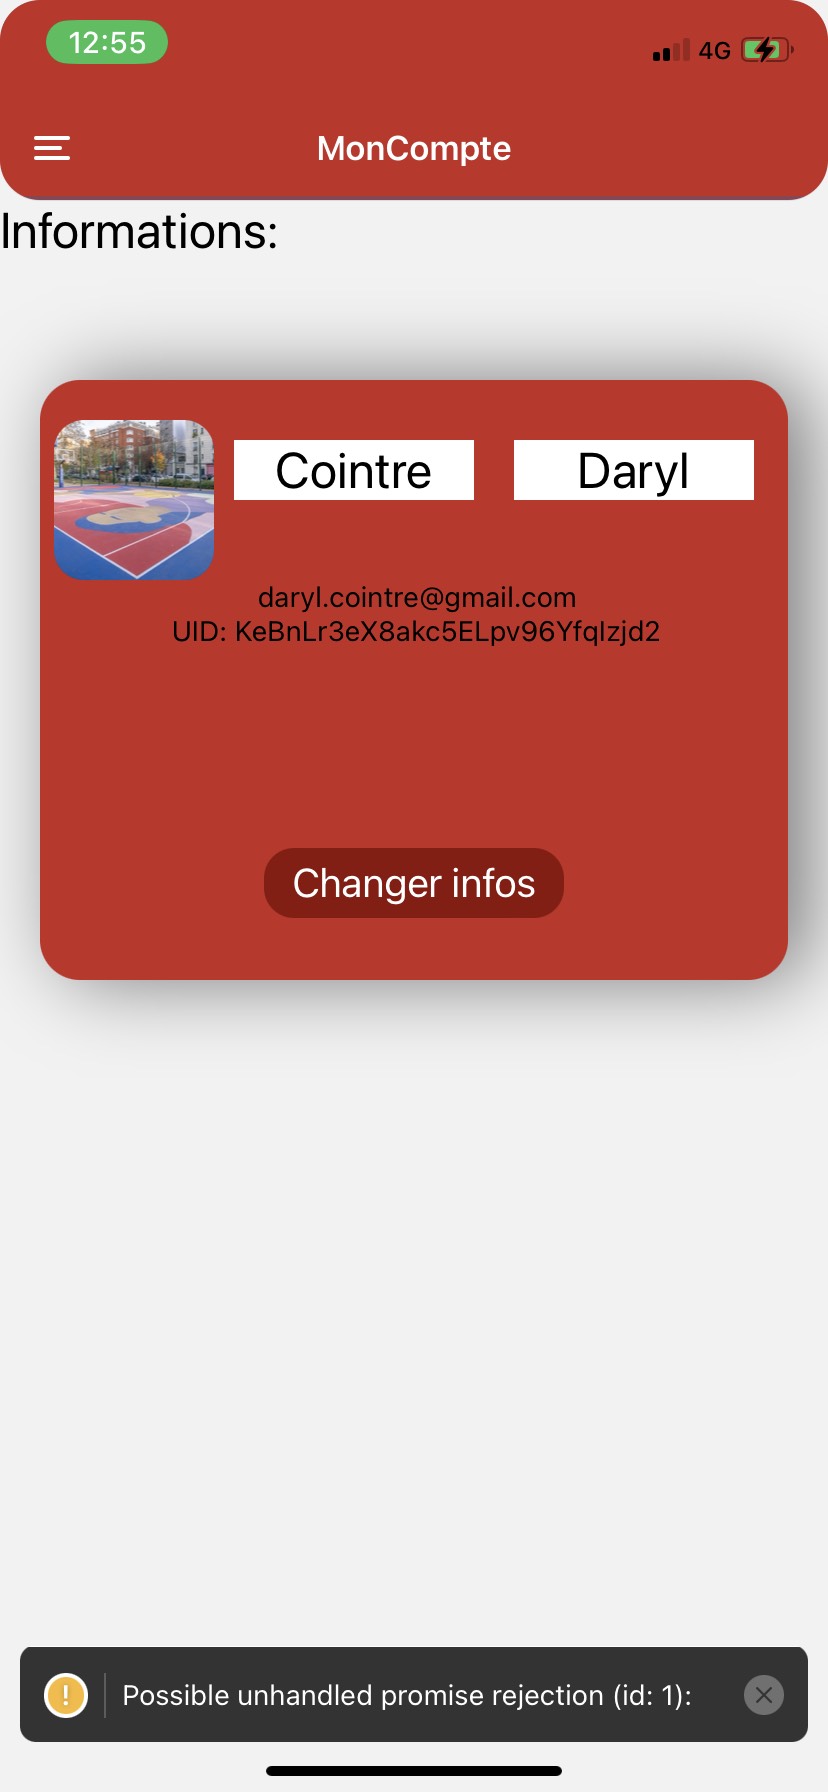 12:55
4G
MonCompte
Informations:
Cointre Daryl
daryl.cointre@gmail.com
UID: KeBnLr3eX8akc5ELpv96YfqIzjd2
Changer infos
! Possible unhandled promise rejection (id: 1):